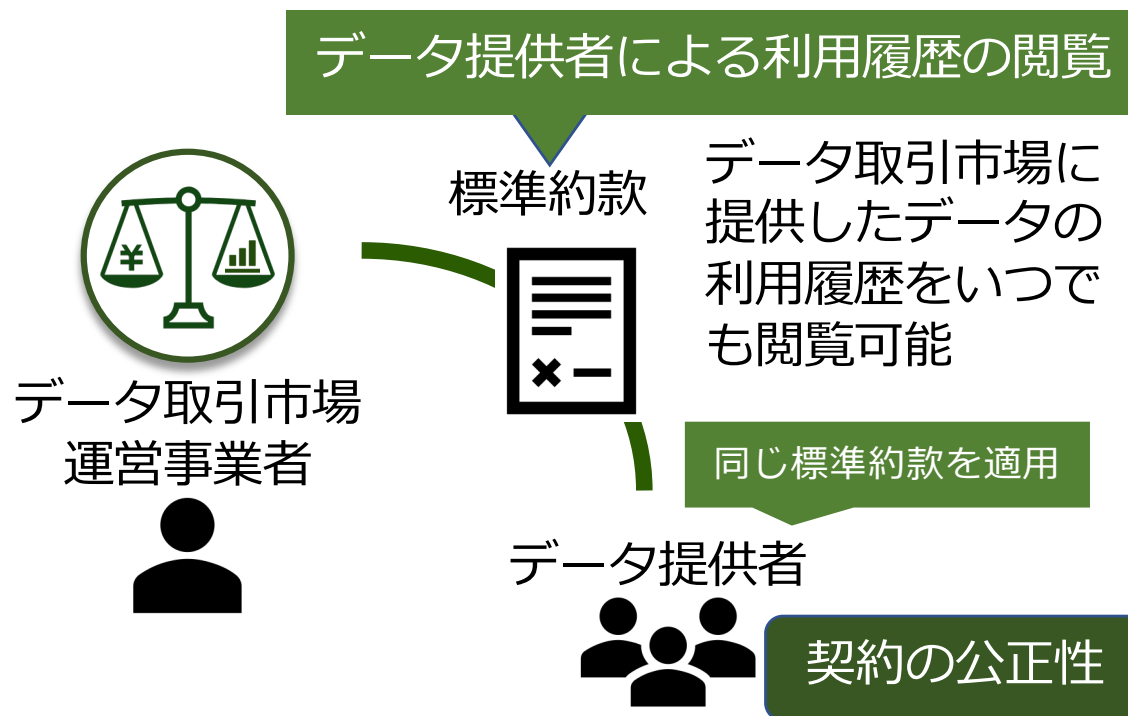 データ提供者による利用履歴の閲覧
標準約款
データ取引市場に
提供したデータの
利用履歴をいつで
も閲覧可能
¥
データ取引市場
運営事業者
同じ標準約款を適用
データ提供者
契約の公正性